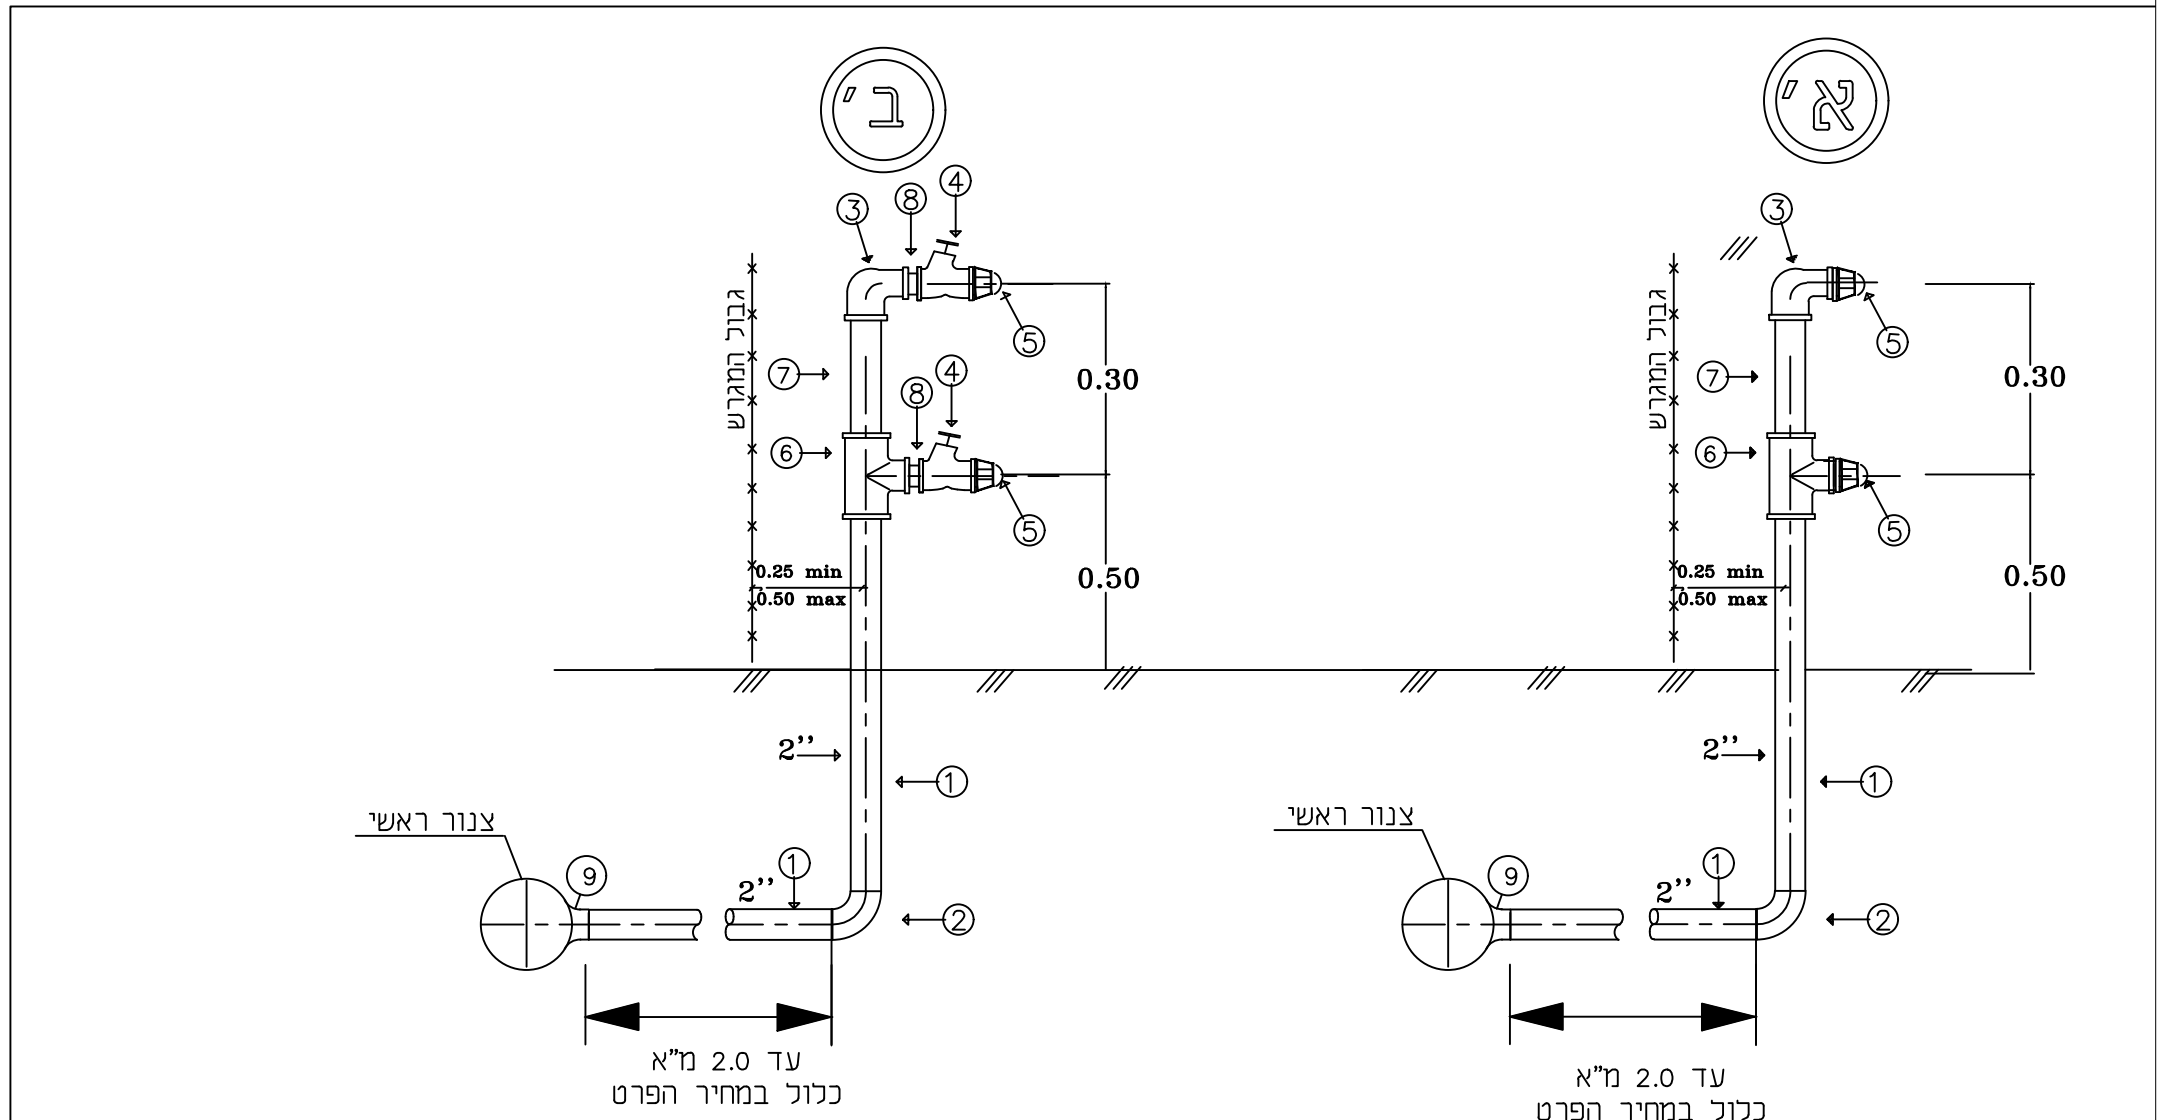 א'
3
גבול המגרש
5
7
0.30
6
5
0.25 min
0.50 max
0.50
2''
1
צנור ראשי
9
2''
1
2
עד 2.0 מ"א
כלול במחיר הפרט
ב'
3
8
4
גבול המגרש
5
7
8
4
0.30
6
5
0.25 min
0.50 max
0.50
2''
1
צנור ראשי
9
2''
1
2
עד 2.0 מ"א
כלול במחיר הפרט